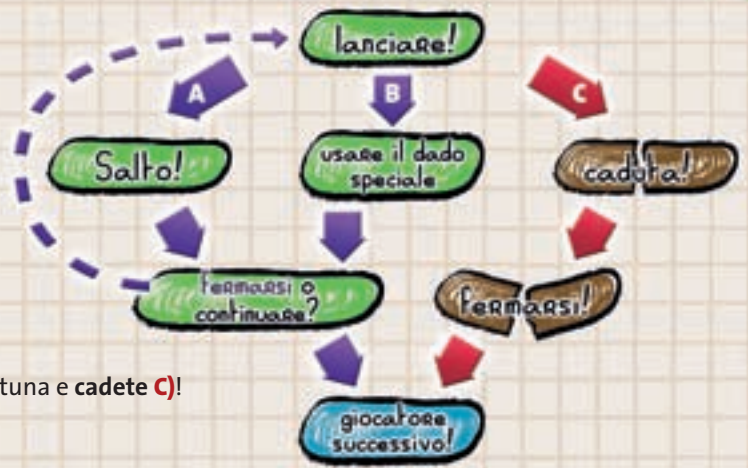 lanciare!
A
B
C
Salto!
usare il dado
speciale
caduta!
fermarsi o
continuare?
fermarsi!
tuna e cadete C)!
giocatore
successivo!